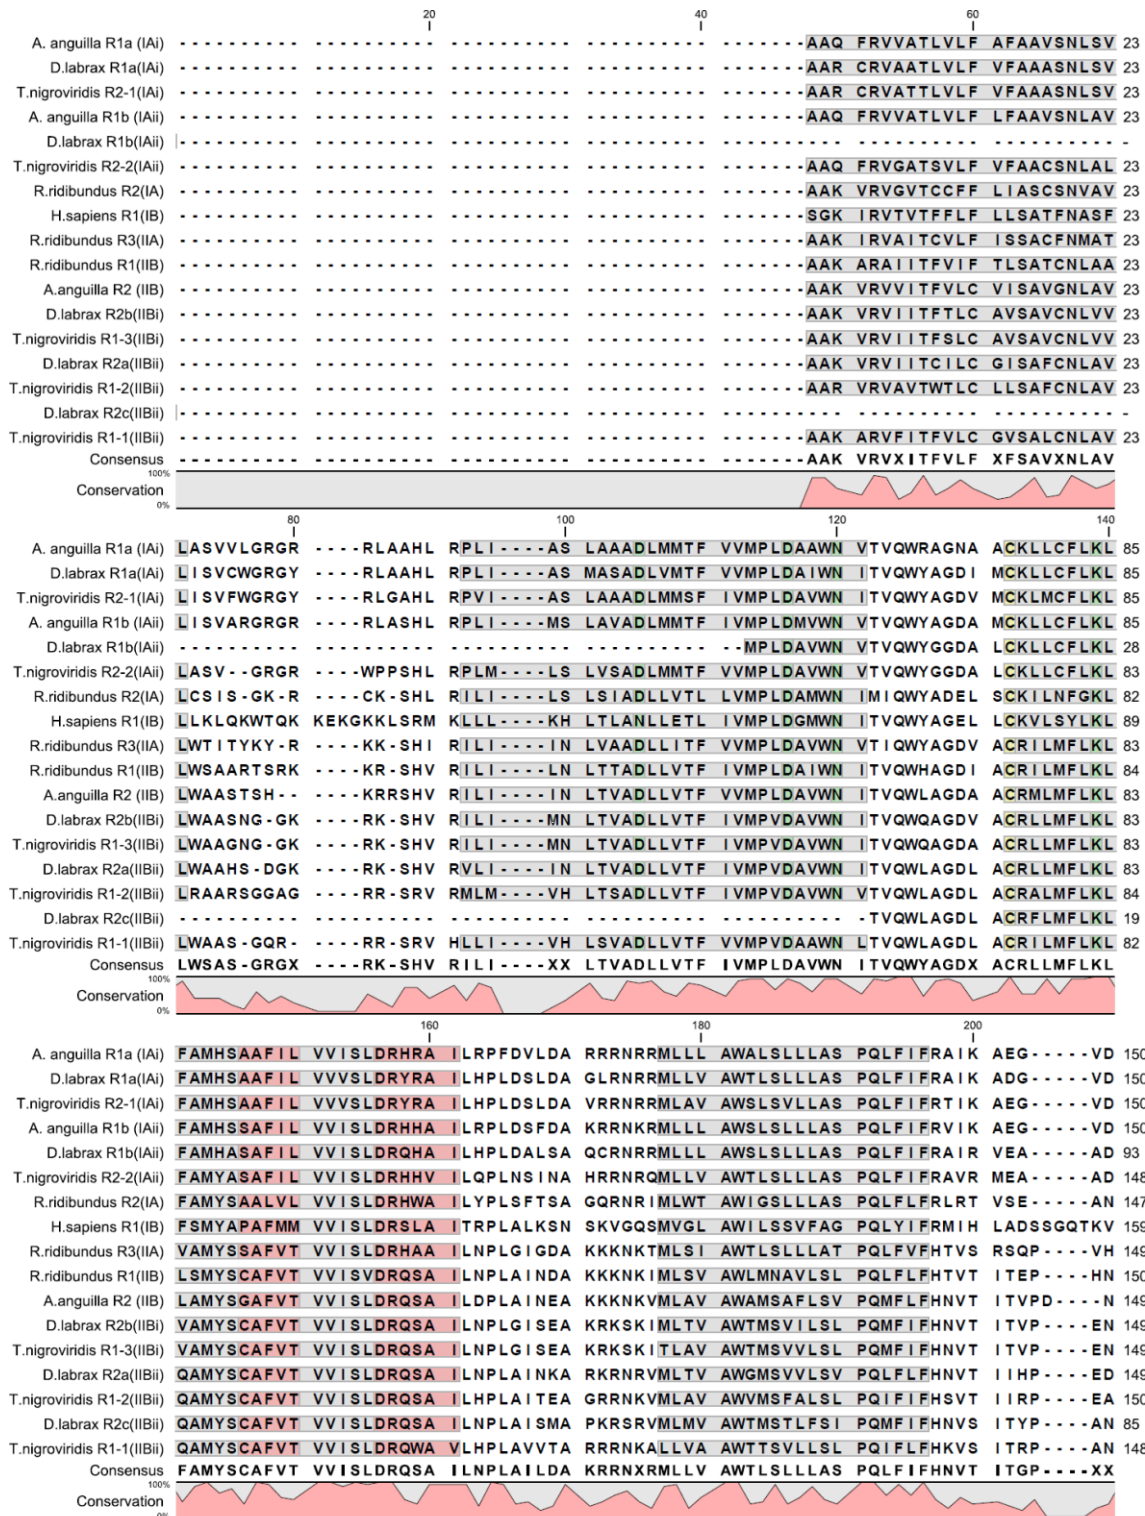 20 40 60
A. anguilla R1a (IAi) ---------- ---------- ---------- ---------- -------AAQ FRVVATLVLF AFAAVSNLSV 23
D.labrax R1a(IAi) ---------- ---------- ---------- ---------- -------AAR CRVAATLVLF VFAAASNLSV 23
T.nigroviridis R2-1(IAi) ---------- ---------- ---------- ---------- -------AAR CRVATTLVLF VFAAASNLSV 23
A. anguilla R1b (IAii) ---------- ---------- ---------- ---------- -------AAQ FRVVATLVLF LFAAVSNLAV 23
D.labrax R1b(IAii) ---------- ---------- ---------- ---------- ---------- ---------- ---------- -
T.nigroviridis R2-2(IAii) ---------- ---------- ---------- ---------- -------AAQ FRVGATSVLF VFAACSNLAL 23
R.ridibundus R2(IA) ---------- ---------- ---------- ---------- -------AAK VRVGVTCCFF LIASCSNVAV 23
H.sapiens R1(IB) ---------- ---------- ---------- ---------- -------SGK IRVTVTFFLF LLSATFNASF 23
R.ridibundus R3(IIA) ---------- ---------- ---------- ---------- -------AAK IRVAITCVLF ISSACFNMAT 23
R.ridibundus R1(IIB) ---------- ---------- ---------- ---------- -------AAK ARAIITFVIF TLSATCNLAA 23
A.anguilla R2 (IIB) ---------- ---------- ---------- ---------- -------AAK VRVVITFVLC VISAVGNLAV 23
D.labrax R2b(IIBi) ---------- ---------- ---------- ---------- -------AAK VRVIITFTLC AVSAVCNLVV 23
T.nigroviridis R1-3(IIBi) ---------- ---------- ---------- ---------- -------AAK VRVIITFSLC AVSAVCNLVV 23
D.labrax R2a(IIBii) ---------- ---------- ---------- ---------- -------AAK VRVIITCILC GISAFCNLAV 23
T.nigroviridis R1-2(IIBii) ---------- ---------- ---------- ---------- -------AAR VRVAVTWTLC LLSAFCNLAV 23
D.labrax R2c(IIBii) ---------- ---------- ---------- ---------- ---------- ---------- ---------- -
T.nigroviridis R1-1(IIBii) ---------- ---------- ---------- ---------- -------AAK ARVFITFVLC GVSALCNLAV 23
Consensus ---------- ---------- ---------- ---------- -------AAK VRVXITFVLF XFSAVXNLAV
100%
Conservation
0%
80 100 120 140
A. anguilla R1a (IAi) LASVVLGRGR ----RLAAHL RPLI----AS LAAADLMMTF VVMPLDAAWN VTVQWRAGNA ACKLLCFLKL 85
D.labrax R1a(IAi) LISVCWGRGY ----RLAAHL RPLI----AS MASADLVMTF VVMPLDAIWN ITVQWYAGDI MCKLLCFLKL 85
T.nigroviridis R2-1(IAi) LISVFWGRGY ----RLGAHL RPVI----AS LAAADLMMSF VVMPLDAVWN ITVQWYAGDV MCKLMCFLKL 85
A. anguilla R1b (IAii) LISVARGRGR ----RLASHL RPLI----MS LAVADLMMTF IVMPLDMVWN VTVQWYAGDA MCKLLCFLKL 85
D.labrax R1b(IAii) ---------- ---------- ---------- ---------- --MPLDAVWN VTVQWYGGDA LCKLLCFLKL 28
T.nigroviridis R2-2(IAii) LASV--GRGR ----WPPSHL RPLM----LS LVSADLMMTF VVMPLDAVWN VTVQWYGGDA LCKLLCFLKL 83
R.ridibundus R2(IA) LCSIS-GK-R ----CK-SHL RILI----LS LSIADLLVTL LVMPLDAMWN IMIQWYADEL SCKILNFGKL 82
H.sapiens R1(IB) LLKLQKWTQK KEKGKKLSRM KLLL----KH LTLANLLETL IVMPLDGMWN ITVQWYAGEL LCKVLSYLKL 89
R.ridibundus R3(IIA) LWTITYKY-R ----KK-SHI RILI----IN LVAADLLITF VVMPLDAVWN VTIQWYAGDV ACRILMFLKL 83
R.ridibundus R1(IIB) LWSAARTSRK ----KR-SHV RILI----LN LTTADLLVTF IVMPLDAIWN ITVQWHAGDI ACRILMFLKL 84
A.anguilla R2 (IIB) LWAASTSH-- ----KRRSHV RILI----IN LTVADLLVTF VVMPLDAVWN ITVQWLAGDA ACRMLMFLKL 83
D.labrax R2b(IIBi) LWAASNG-GK ----RK-SHV RILI----MN LTVADLLVTF IVMPVDAVWN VTVQWQAGDV ACRLLMFLKL 83
T.nigroviridis R1-3(IIBi) LWAAGNG-GK ----RK-SHV RILI----MN LTVADLLVTF IVMPVDAVWN VTVQWQAGDA ACRLLMFLKL 83
D.labrax R2a(IIBii) LWAAHS-DGK ----RK-SHV RVLI----IN LTVADLLVTF IVMPVDAVWN ITVQWLAGDL ACRLLMFLKL 83
T.nigroviridis R1-2(IIBii) LRAARSGGAG ----RR-SRV RMLM----VH LTSADLLVTF IVMPVDAVWN VTVQWLAGDL ACRALMFLKL 84
D.labrax R2c(IIBii) ---------- ---------- ---------- ---------- ---------- -TVQWLAGDL ACRFLMFLKL 19
T.nigroviridis R1-1(IIBii) LWAAS-GQR- ----RR-SRV HLLI----VH LSVADLLVTF VVMPVDAVWN LTVQWLAGDL ACRILMFLKL 82
Consensus LWSAS-GRGX ----RK-SHV RILI----XX LTVADLLVTF IVMPLDAVWN ITVQWYAGDX ACRLLMFLKL
100%
Conservation
0%
160 180 200
A. anguilla R1a (IAi) FAMHSAAFIL VVISLDRHRA ILRPFDVLDA RRRNRRMLLL AWALSLLLAS PQLFIFRAIK AEG-----VD 150
D.labrax R1a(IAi) FAMHSAAFIL VVVSLDRYRA ILHPLDSLDA GLRNRRMLLV AWTLSLLLAS PQLFIFRAIK ADG-----VD 150
T.nigroviridis R2-1(IAi) FAMHSAAFIL VVVSLDRYRA ILHPLDSLDA VRRNRRMLAV AWSLSVLLAS PQLFIFRTIK AEG-----VD 150
A. anguilla R1b (IAii) FAMHSSAFIL VVISLDRHHA ILRPLDSFDA KRRNKRMLLL AWSLSLLLAS PQLFIFRVIK AEG-----VD 150
D.labrax R1b(IAii) FAMHASAFIL VVISLDRQHA ILHPLDALSA QCRNRRMLLL AWSLSLLLAS PQLFIFRAIR VEA-----AD 93
T.nigroviridis R2-2(IAii) FAMYASAFIL VVISLDRHHV ILQPLNSINA HRRNRQMLLV AWTLSLLLAS PQLFIFRAVR MEA-----AD 148
R.ridibundus R2(IA) FAMYSAALVL VVISLDRHWA ILYPLSFTSA GQRNRIMLWT AWIGSLLLAS PQLFLFRLRT VSE-----AN 147
H.sapiens R1(IB) FSMYAPAFMM VVISLDRSLA ITRPLALKSN SKVGQSMVGL AWILSSVFAG PQLYIFRMIH LADSSGQTKV 159
R.ridibundus R3(IIA) VAMYSSAFVT VVISLDRHAA ILNPLGIGDA KKKNKTMLSI AWTLSLLLAT PQLFVFHTVS RSQP----VH 149
R.ridibundus R1(IIB) LSMYSCAFVT VVISVDRQSA ILNPLAINDA KKKNKIMLSV AWLMNAVLSL PQLFLFHTVT ITEP----HN 150
A.anguilla R2 (IIB) LAMYSGAFVT VVISLDRQSA ILDPLAINEA KKKNKVMLAV AWAMSAFLSV PQMFLFHNVT ITVPD----N 149
D.labrax R2b(IIBi) VAMYSCAFVT VVISLDRQSA ILNPLGISEA KRKSKIMLTV AWTMSVILSL PQMFIFHNVT ITVP----EN 149
T.nigroviridis R1-3(IIBi) VAMYSCAFVT VVISLDRQSA ILNPLGISEA KRKSKITLAV AWTMSVVLSL PQMFIFHNVT ITVP----EN 149
D.labrax R2a(IIBii) QAMYSCAFVT VVISLDRQSA ILNPLAINKA RKRNRVMLTV AWGMSVVLSV PQMFIFHNVT IIHP----ED 149
T.nigroviridis R1-2(IIBii) QAMYSCAFVT VVISLDRQSA ILHPLAITEA GRRNKVMLAV AWVMSFALSL PQIFIFHSVT IIRP----EA 150
D.labrax R2c(IIBii) QAMYSCAFVT VVISLDRQSA ILNPLAISMA PKRSRVMLMV AWTMSTLFSI PQMFIFHNVS ITYP----AN 85
T.nigroviridis R1-1(IIBii) QAMYSCAFVT VVISLDRQWA VLHPLAVVTA RRRNKALLVA AWTTSVLLSL PQIFLFHKVS ITRP----AN 148
Consensus FAMYSCAFVT VVISLDRQSA ILNPLAILDA KRRNXRMLLV AWTLSLLLSL PQLFIFHNVT ITGP----XX
100%
Conservation
0%